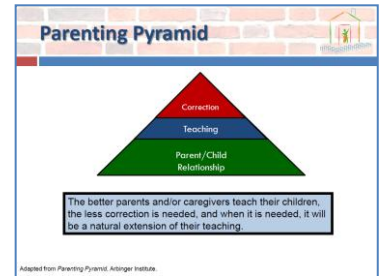 Parenting Pyramid
Correction
Teaching
Parent/Child
Relationship
The better parents and/or caregivers teach their children,
the less correction is needed, and when it is needed, it will
be a natural extension of their teaching.
Adapted from Parenting Pyramid, Arbinger Institute.